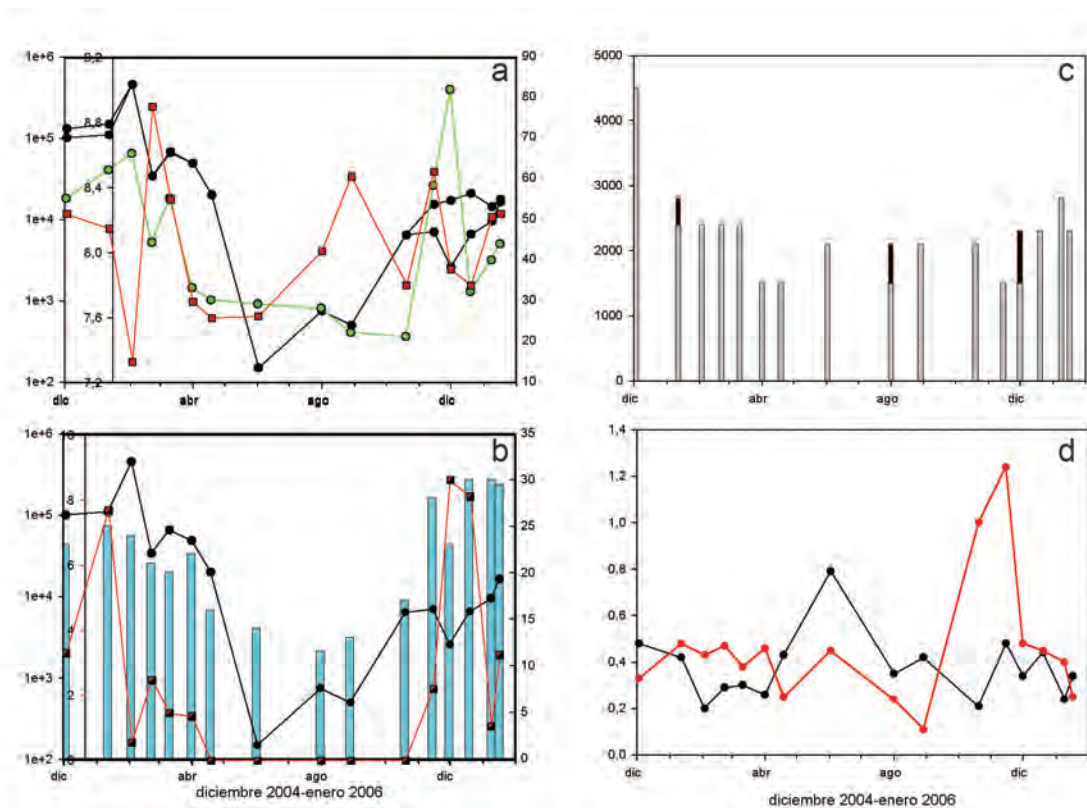 a
1e+6
1e+5
1e+4
1e+3
1e+2
8,2
8,8
8,4
8,0
7,6
7,2
90
80
70
60
50
40
30
20
10
dic
abr
ago
dic
c
5000
4000
3000
2000
1000
0
dic
abr
ago
dic
b
1e+6
1e+5
1e+4
1e+3
1e+2
8
8
6
4
2
0
35
30
25
20
15
10
5
0
dic
abr
ago
dic
diciembre 2004-enero 2006
d
1,4
1,2
1,0
0,8
0,6
0,4
0,2
0,0
dic
abr
ago
dic
diciembre 2004-enero 2006